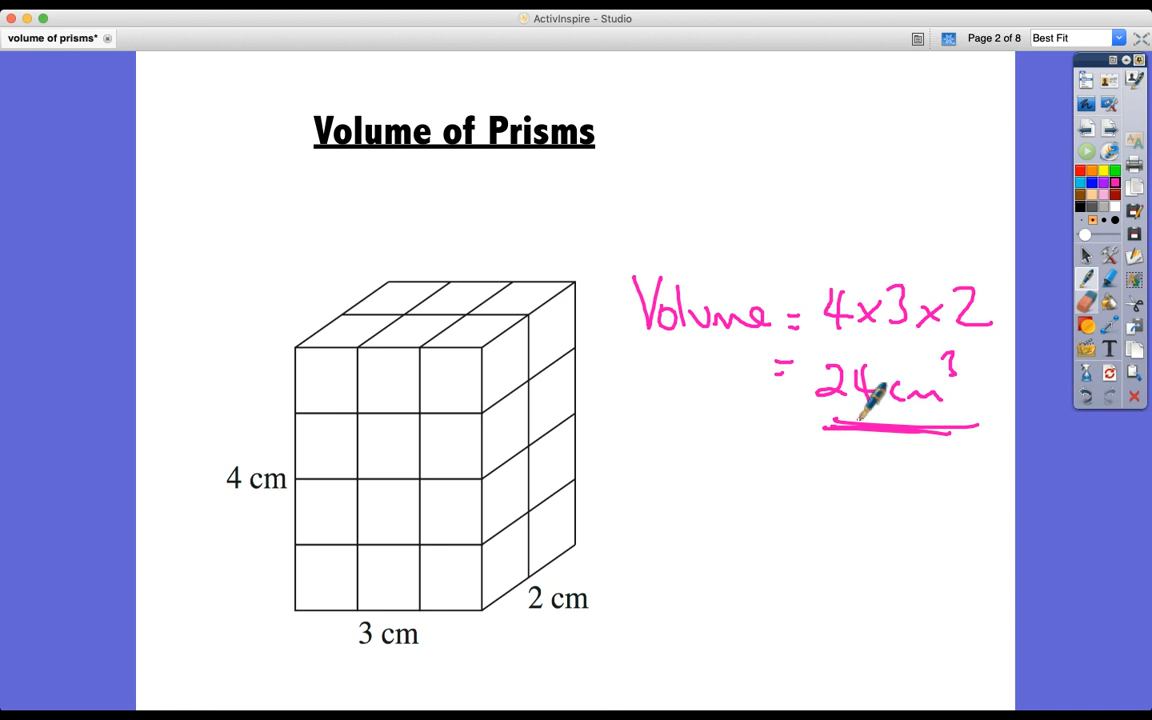 ActivInspire - Studio
volume of prisms*
Page 2 of 8
Best Fit
Volume of Prisms
Volume = 4x3x2
= 24cm³
4 cm
2 cm
3 cm